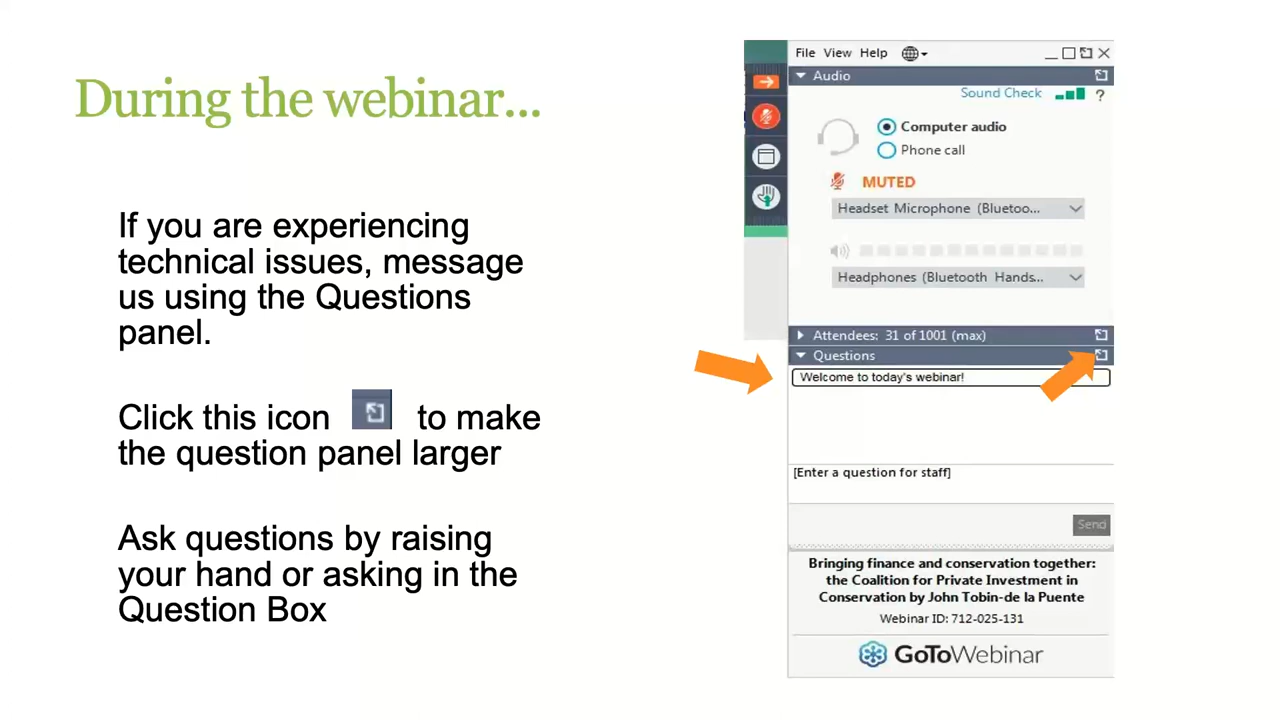 During the webinar...
If you are experiencing
technical issues, message
us using the Questions
panel.
Click this icon to make
the question panel larger
Ask questions by raising
your hand or asking in the
Question Box
File View Help
Audio
Sound Check ?
Computer audio
Phone call
MUTED
Headset Microphone (Bluetoo...
Headphones (Bluetooth Hands...
Attendees: 31 of 1001 (max)
Questions
Welcome to today's webinar!
[Enter a question for staff]
Send
Bringing finance and conservation together:
the Coalition for Private Investment in
Conservation by John Tobin-de la Puente
Webinar ID: 712-025-131
GoToWebinar